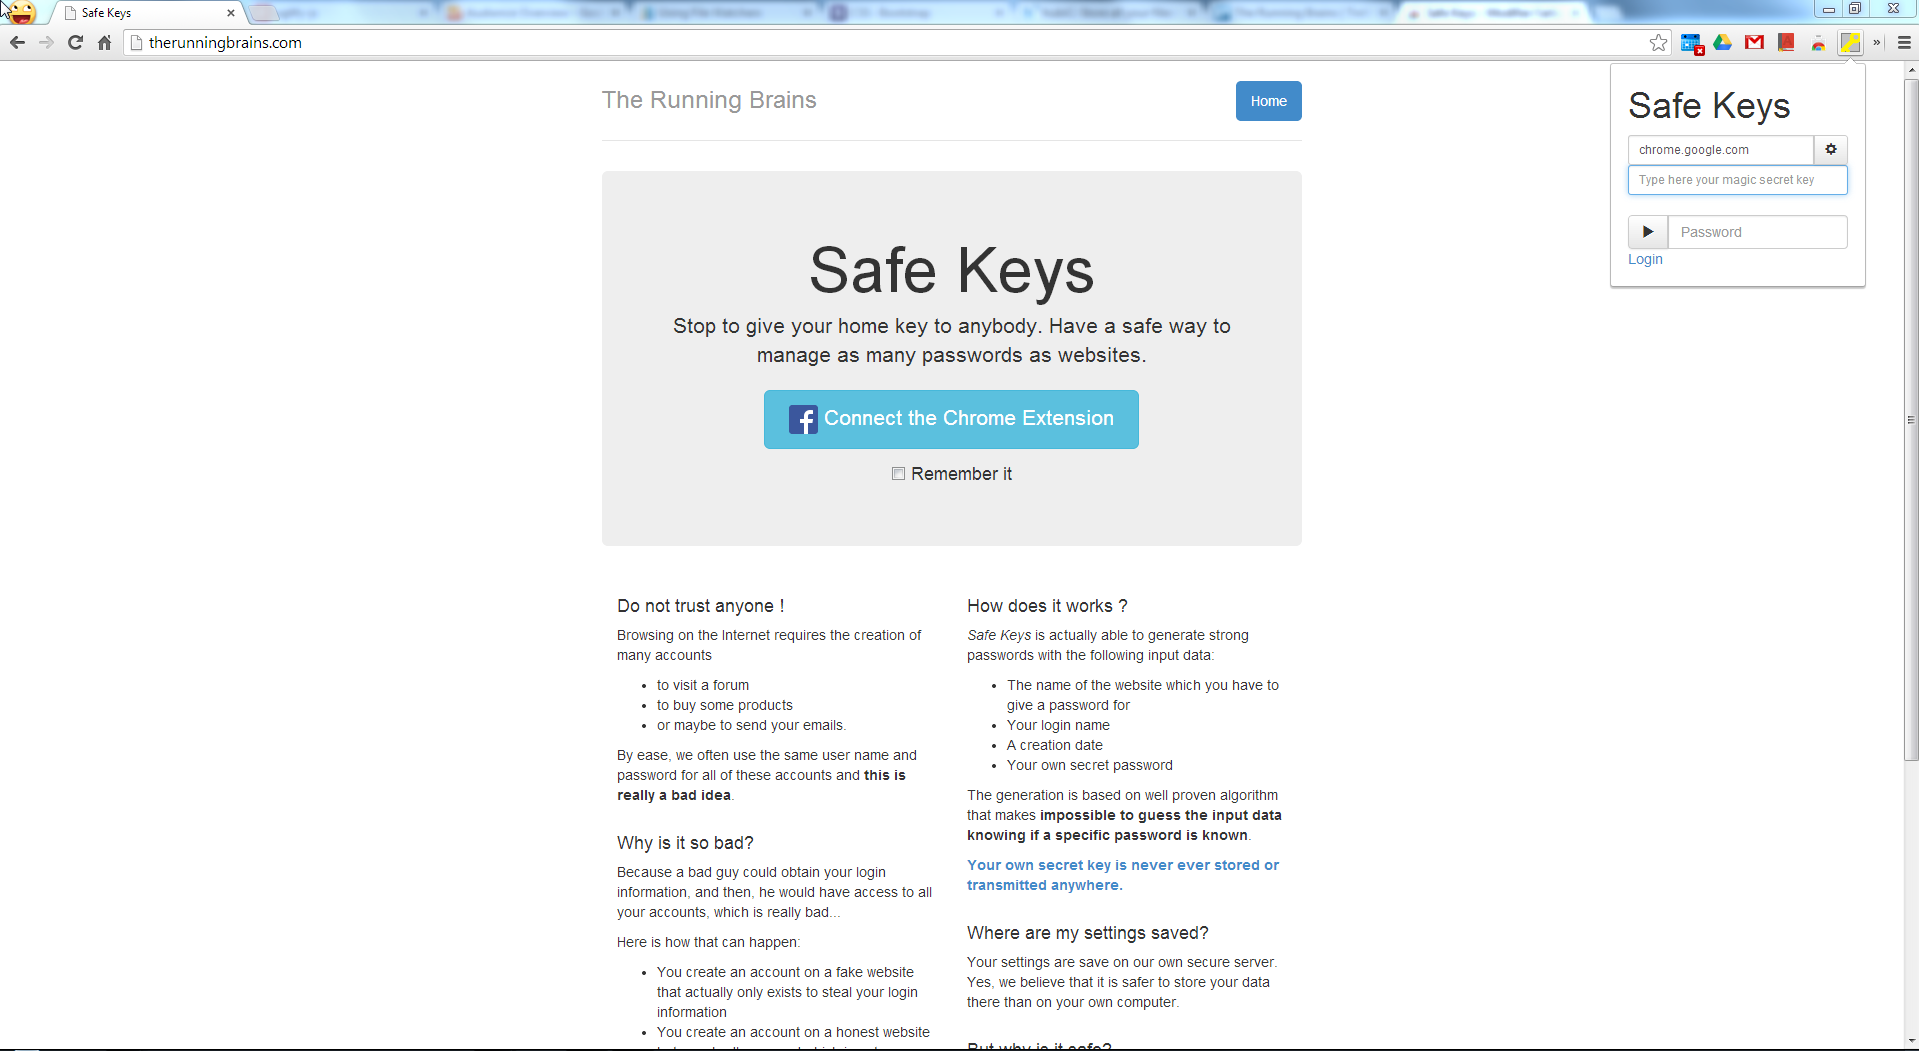 Safe Keys
therunningbrains.com
The Running Brains
Home
Safe Keys
chrome.google.com
Type here your magic secret key
Password
Login
Safe Keys
Stop to give your home key to anybody. Have a safe way to
manage as many passwords as websites.
Connect the Chrome Extension
Remember it
Do not trust anyone !
Browsing on the Internet requires the creation of
many accounts
• to visit a forum
• to buy some products
• or maybe to send your emails.
By ease, we often use the same user name and
password for all of these accounts and this is
really a bad idea.
Why is it so bad?
Because a bad guy could obtain your login
information, and then, he would have access to all
your accounts, which is really bad...
Here is how that can happen:
• You create an account on a fake website
that actually only exists to steal your login
information
• You create an account on a honest website
How does it works ?
Safe Keys is actually able to generate strong
passwords with the following input data:
• The name of the website which you have to
give a password for
• Your login name
• A creation date
• Your own secret password
The generation is based on well proven algorithm
that makes impossible to guess the input data
knowing if a specific password is known.
Your own secret key is never ever stored or
transmitted anywhere.
Where are my settings saved?
Your settings are save on our own secure server.
Yes, we believe that it is safer to store your data
there than on your own computer.
But why is it safe?